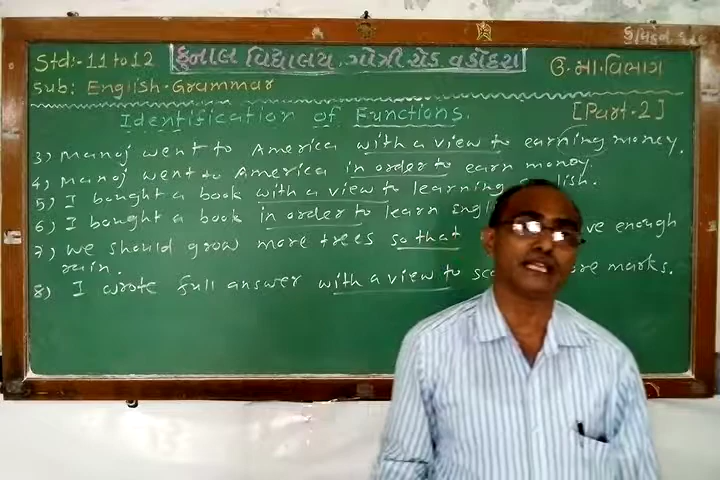 Std:- 11 to 12 કુનાલ વિદ્યાલય, ગોત્રી રોડ વડોદરા ઉ.મા.વિભાગ
Sub: English-Grammar
Identification of Functions. [Part-2]
3) Manoj went to America with a view to earning money.
4) Manoj went to America in order to earn money.
5) I bought a book with a view to learning
6) I bought a book in order to learn
7) we should grow more trees so that enough
rain.
8) I wrote full answer with a view to marks.